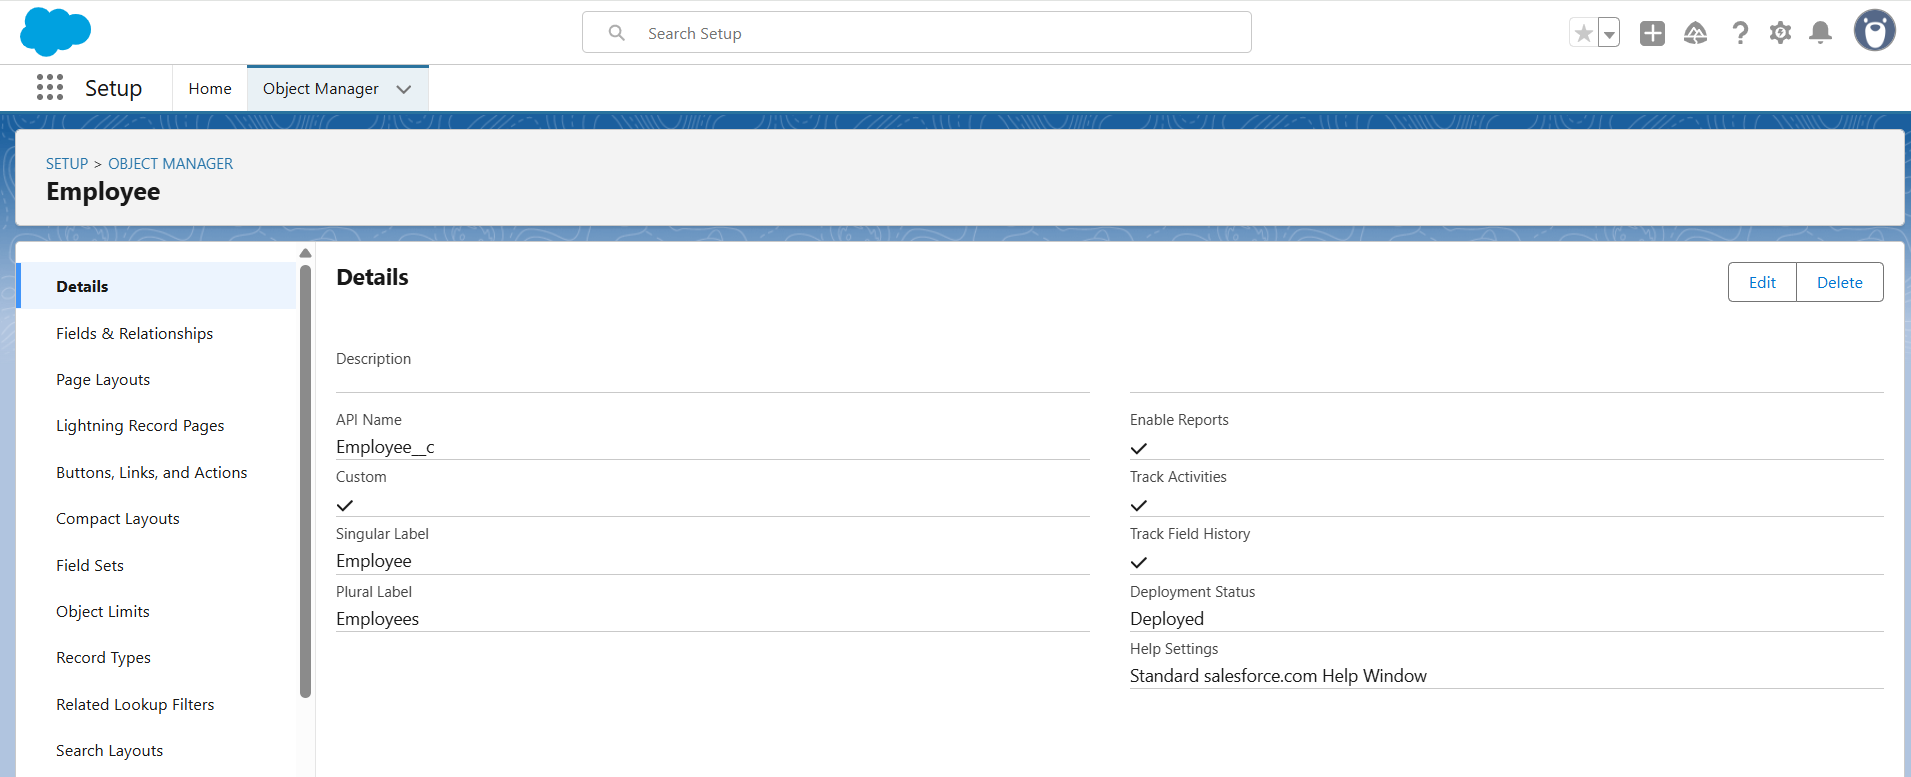 Search Setup
Setup
Home
Object Manager
SETUP > OBJECT MANAGER
Employee
Details
Fields & Relationships
Page Layouts
Lightning Record Pages
Buttons, Links, and Actions
Compact Layouts
Field Sets
Object Limits
Record Types
Related Lookup Filters
Search Layouts
Details
Edit
Delete
Description
API Name
Employee__c
Custom
Singular Label
Employee
Plural Label
Employees
Enable Reports
Track Activities
Track Field History
Deployment Status
Deployed
Help Settings
Standard salesforce.com Help Window